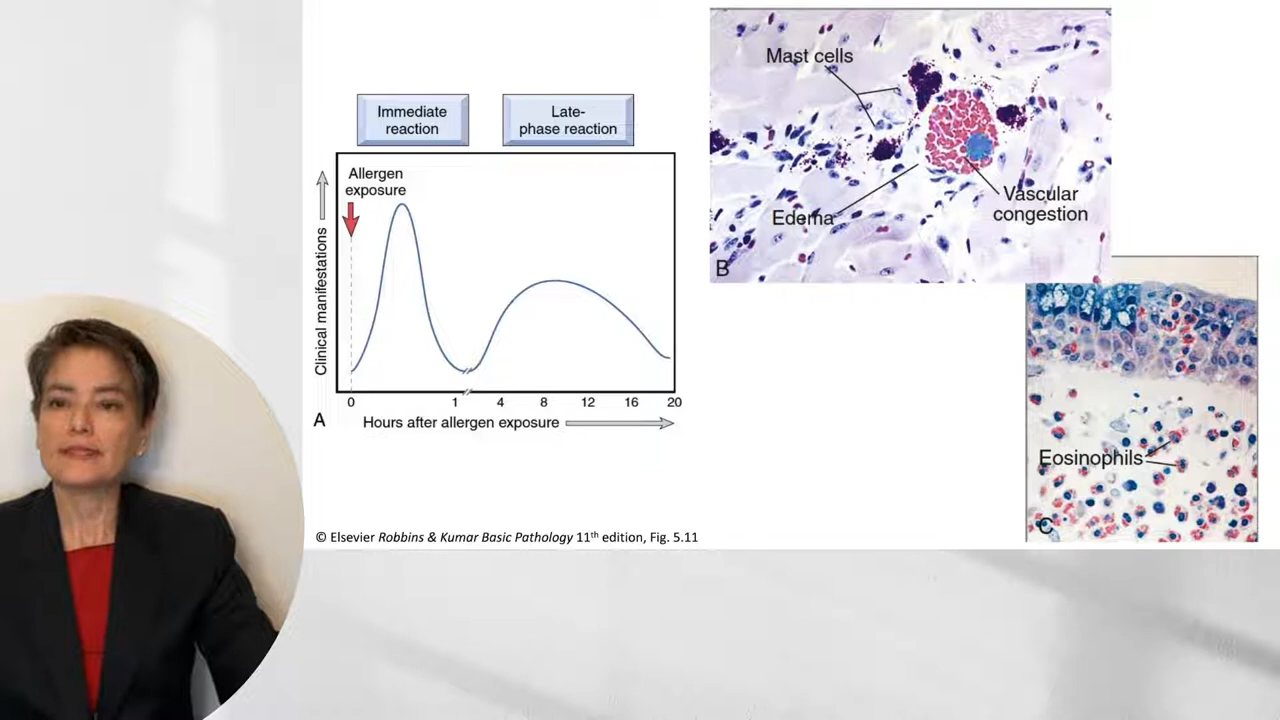 Immediate
reaction
Late-
phase reaction
Allergen
exposure
Clinical manifestations
0 1 4 8 12 16 20
A
Hours after allergen exposure
Mast cells
Edema
Vascular
congestion
B
Eosinophils
C
© Elsevier Robbins & Kumar Basic Pathology 11th edition, Fig. 5.11